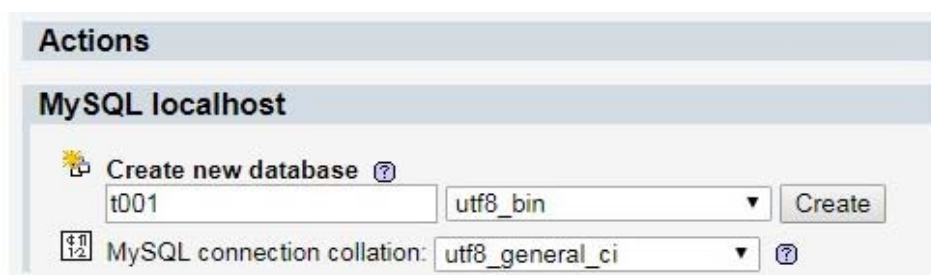 Actions
MySQL localhost
Create new database
t001 utf8_bin Create
MySQL connection collation: utf8_general_ci